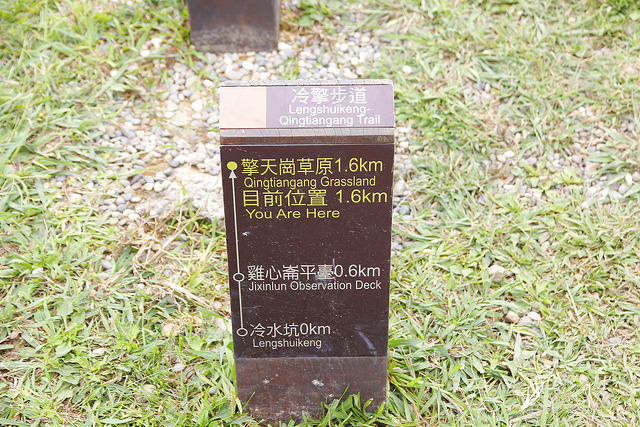 冷擎步道
Lengshuikeng-
Qingtiangang Trail
擎天崗草原1.6km
Qingtiangang Grassland
目前位置 1.6km
You Are Here
雞心崙平臺0.6km
Jixinlun Observation Deck
冷水坑0km
Lengshuikeng